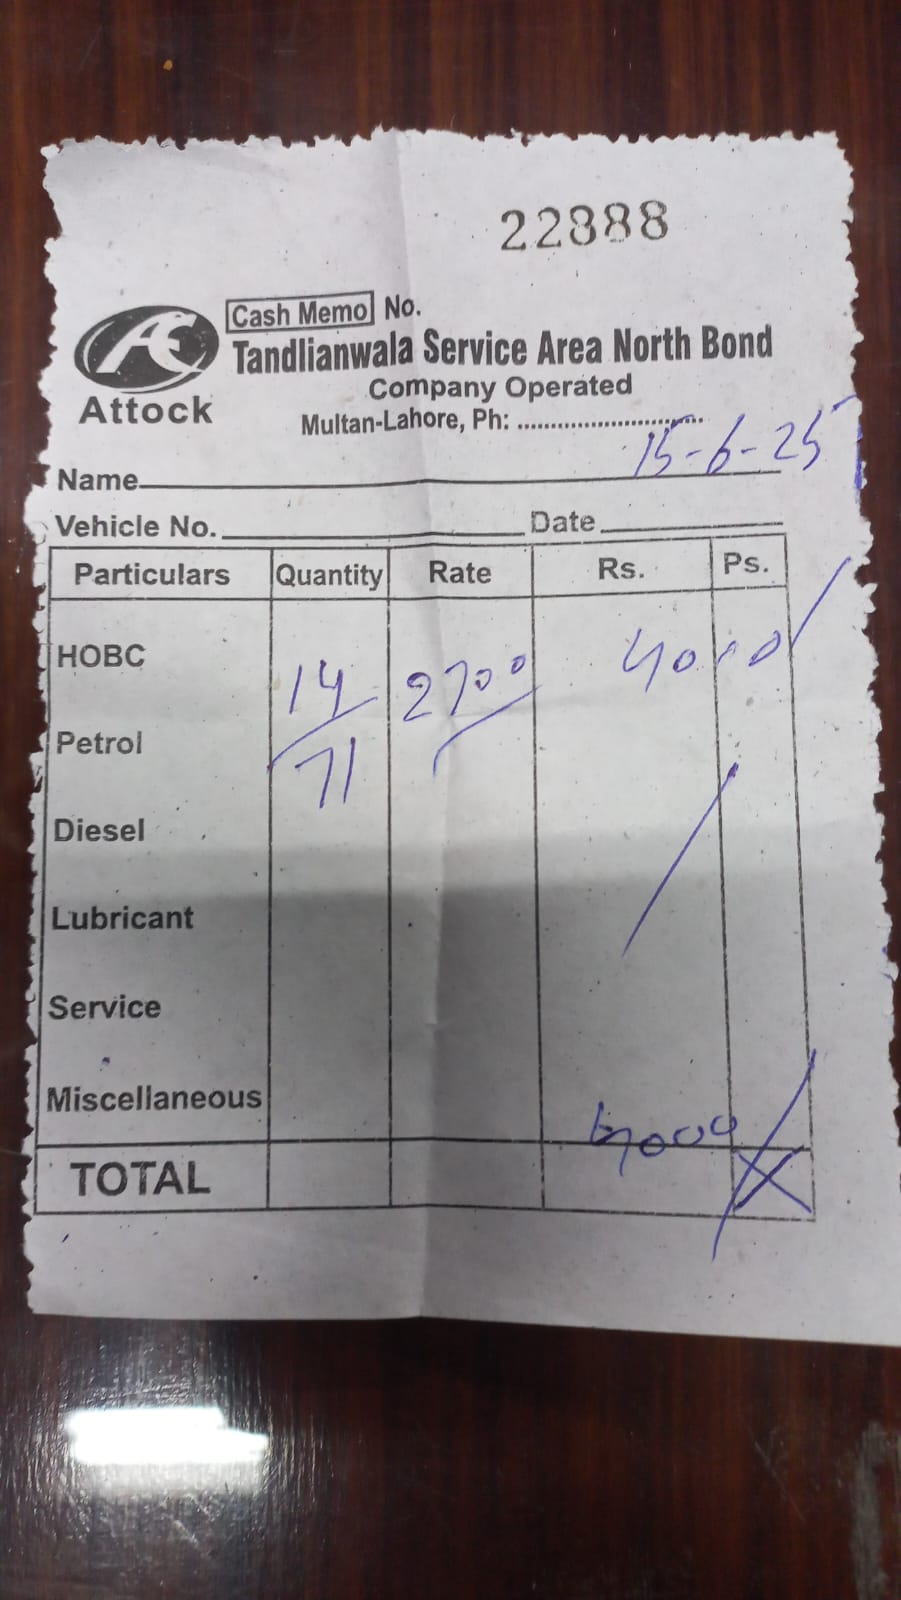 22888
Cash Memo No.
Tandlianwala Service Area North Bond
Company Operated
Attock
Multan-Lahore, Ph: ............................
15-6-25
Name
Vehicle No. Date
Particulars Quantity Rate Rs. Ps.
HOBC
14 2700 4000
Petrol
71
Diesel
Lubricant
Service
Miscellaneous
4000
TOTAL